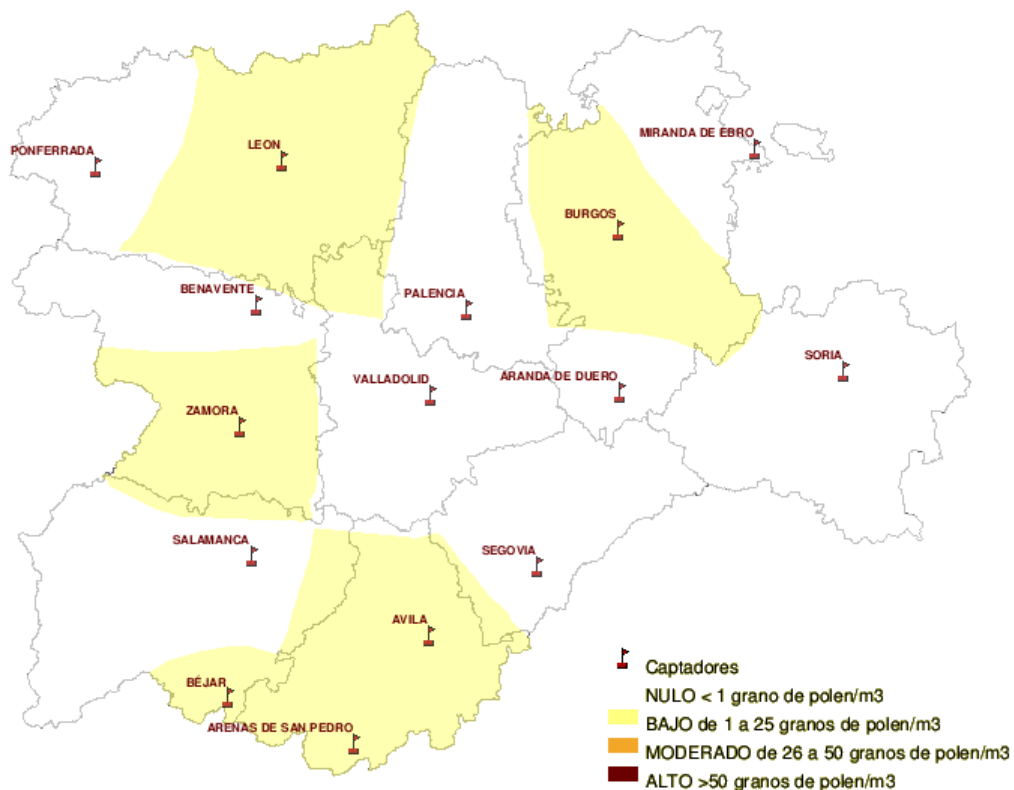 MIRANDA DE EBRO
PONFERRADA
LEON
BURGOS
BENAVENTE
PALENCIA
SORIA
VALLADOLID
ARANDA DE DUERO
ZAMORA
SALAMANCA
SEGOVIA
AVILA
BÉJAR
ARENAS DE SAN PEDRO
Captadores
NULO < 1 grano de polen/m3
BAJO de 1 a 25 granos de polen/m3
MODERADO de 26 a 50 granos de polen/m3
ALTO >50 granos de polen/m3